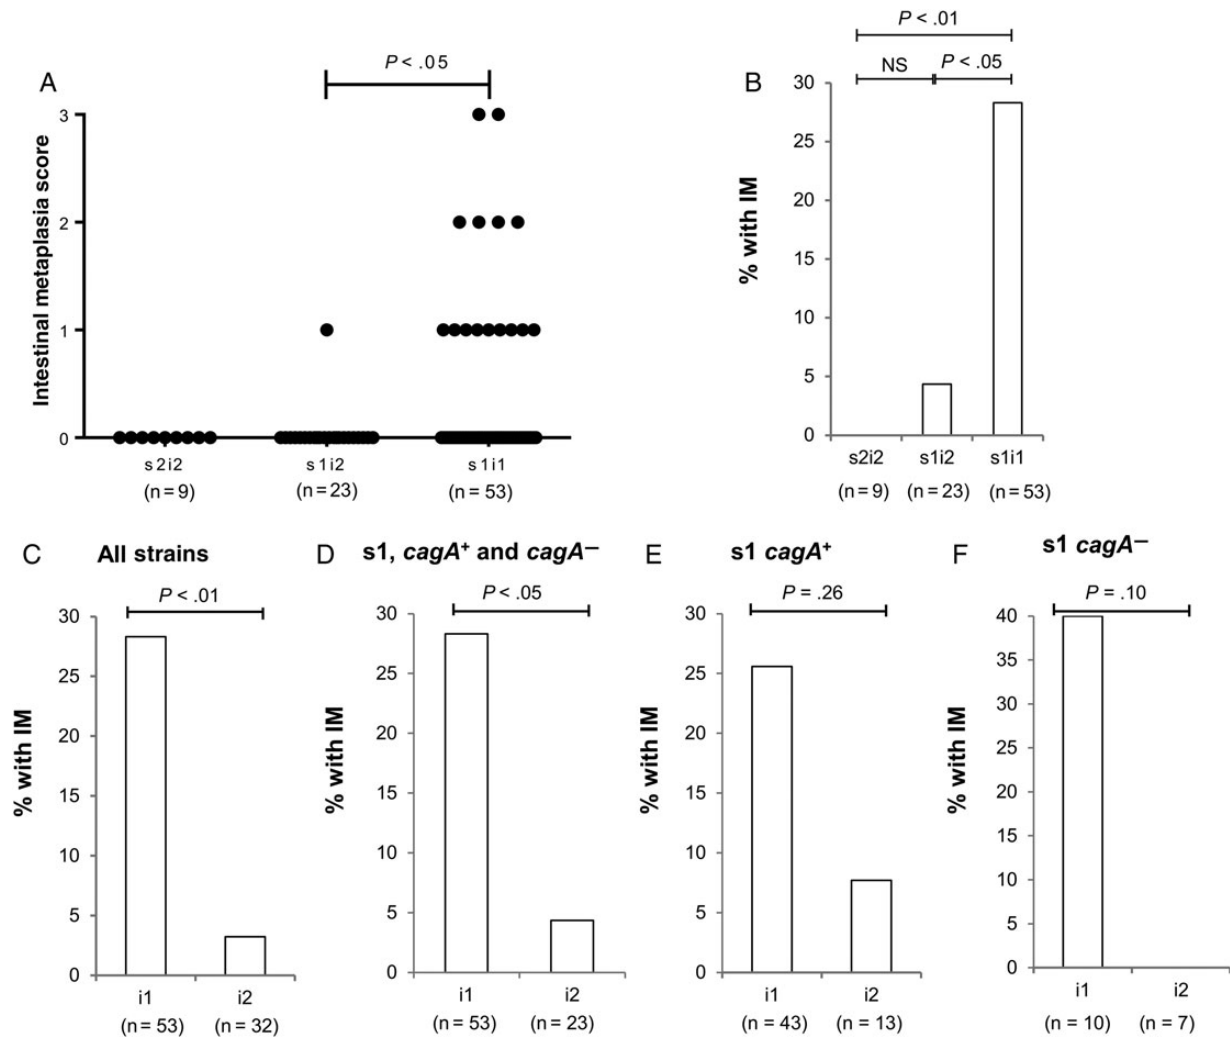 A
P < .05
Intestinal metaplasia score
3
2
1
0
s2i2
s1i2
s1i1
(n=9)
(n=23)
(n=53)
B
P < .01
NS
P < .05
% with IM
30
25
20
15
10
5
0
s2i2
s1i2
s1i1
(n=9)
(n=23)
(n=53)
C
All strains
P < .01
% with IM
30
25
20
15
10
5
0
i1
i2
(n=53)
(n=32)
D
s1, cagA+ and cagA−
P < .05
% with IM
30
25
20
15
10
5
0
i1
i2
(n=53)
(n=23)
E
s1 cagA+
P = .26
% with IM
30
25
20
15
10
5
0
i1
i2
(n=43)
(n=13)
F
s1 cagA−
P = .10
% with IM
40
35
30
25
20
15
10
5
0
i1
i2
(n=10)
(n=7)